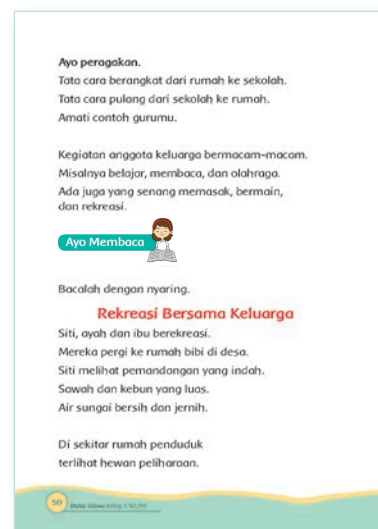 Ayo peragakan.
Tata cara berangkat dari rumah ke sekolah.
Tata cara pulang dari sekolah ke rumah.
Amati contoh gurumu.
Kegiatan anggota keluarga bermacam-macam.
Misalnya belajar, membaca, dan olahraga.
Ada juga yang senang memasak, bermain,
dan rekreasi.
Ayo Membaca
Bacalah dengan nyaring.
Rekreasi Bersama Keluarga
Siti, ayah dan ibu berekreasi.
Mereka pergi ke rumah bibi di desa.
Siti melihat pemandangan yang indah.
Sawah dan kebun yang luas.
Air sungai bersih dan jernih.
Di sekitar rumah penduduk
terlihat hewan peliharaan.
50 Buku Siswa